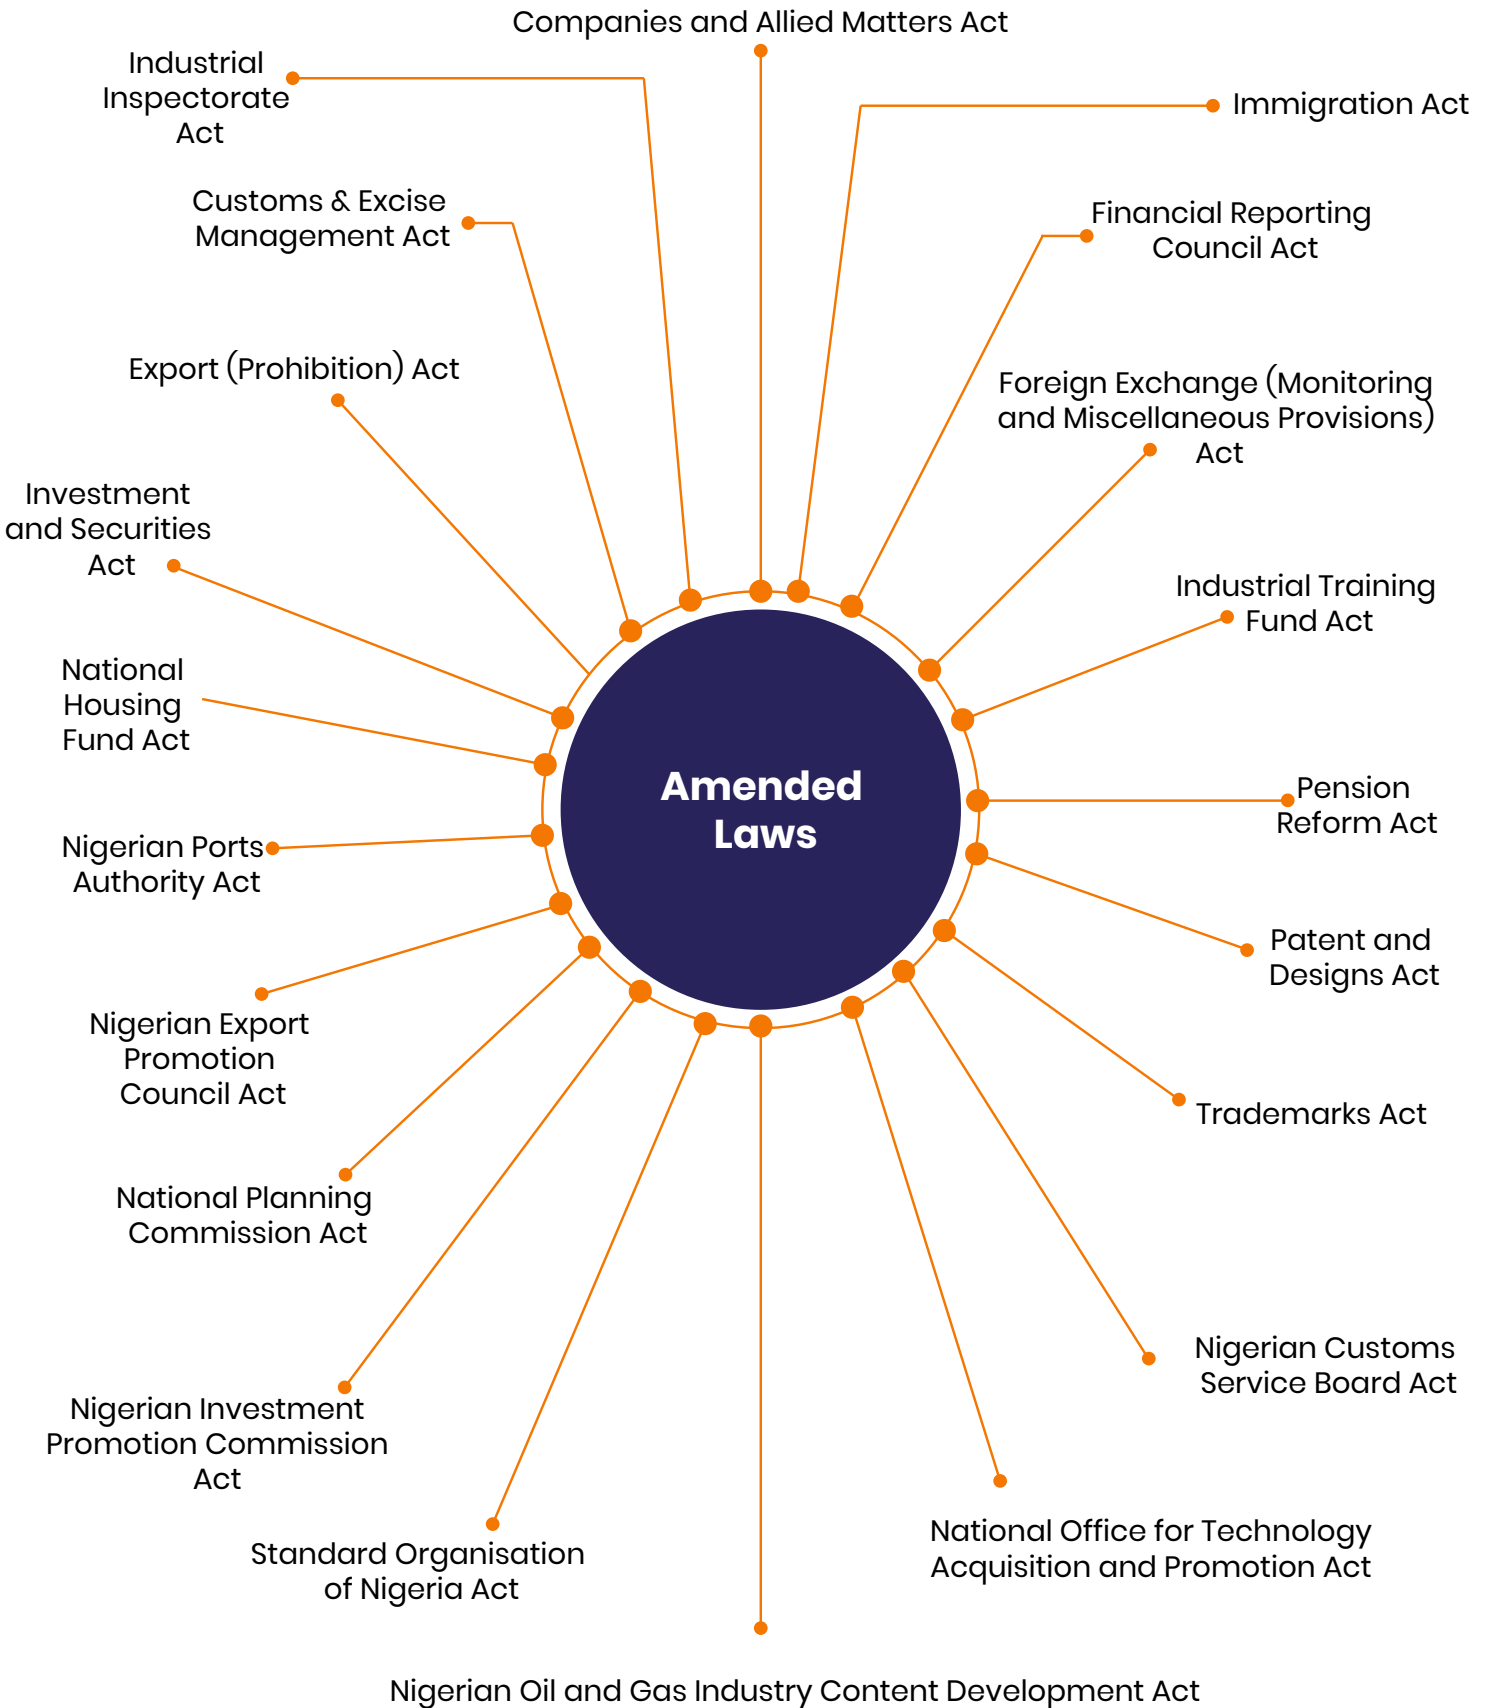 Companies and Allied Matters Act
Industrial
Inspectorate
Act
Immigration Act
Customs & Excise
Management Act
Financial Reporting
Council Act
Export (Prohibition) Act
Foreign Exchange (Monitoring
and Miscellaneous Provisions)
Act
Investment
and Securities
Act
Industrial Training
Fund Act
National
Housing
Fund Act
Amended
Laws
Pension
Reform Act
Nigerian Ports
Authority Act
Patent and
Designs Act
Nigerian Export
Promotion
Council Act
Trademarks Act
National Planning
Commission Act
Nigerian Customs
Service Board Act
Nigerian Investment
Promotion Commission
Act
National Office for Technology
Acquisition and Promotion Act
Standard Organisation
of Nigeria Act
Nigerian Oil and Gas Industry Content Development Act